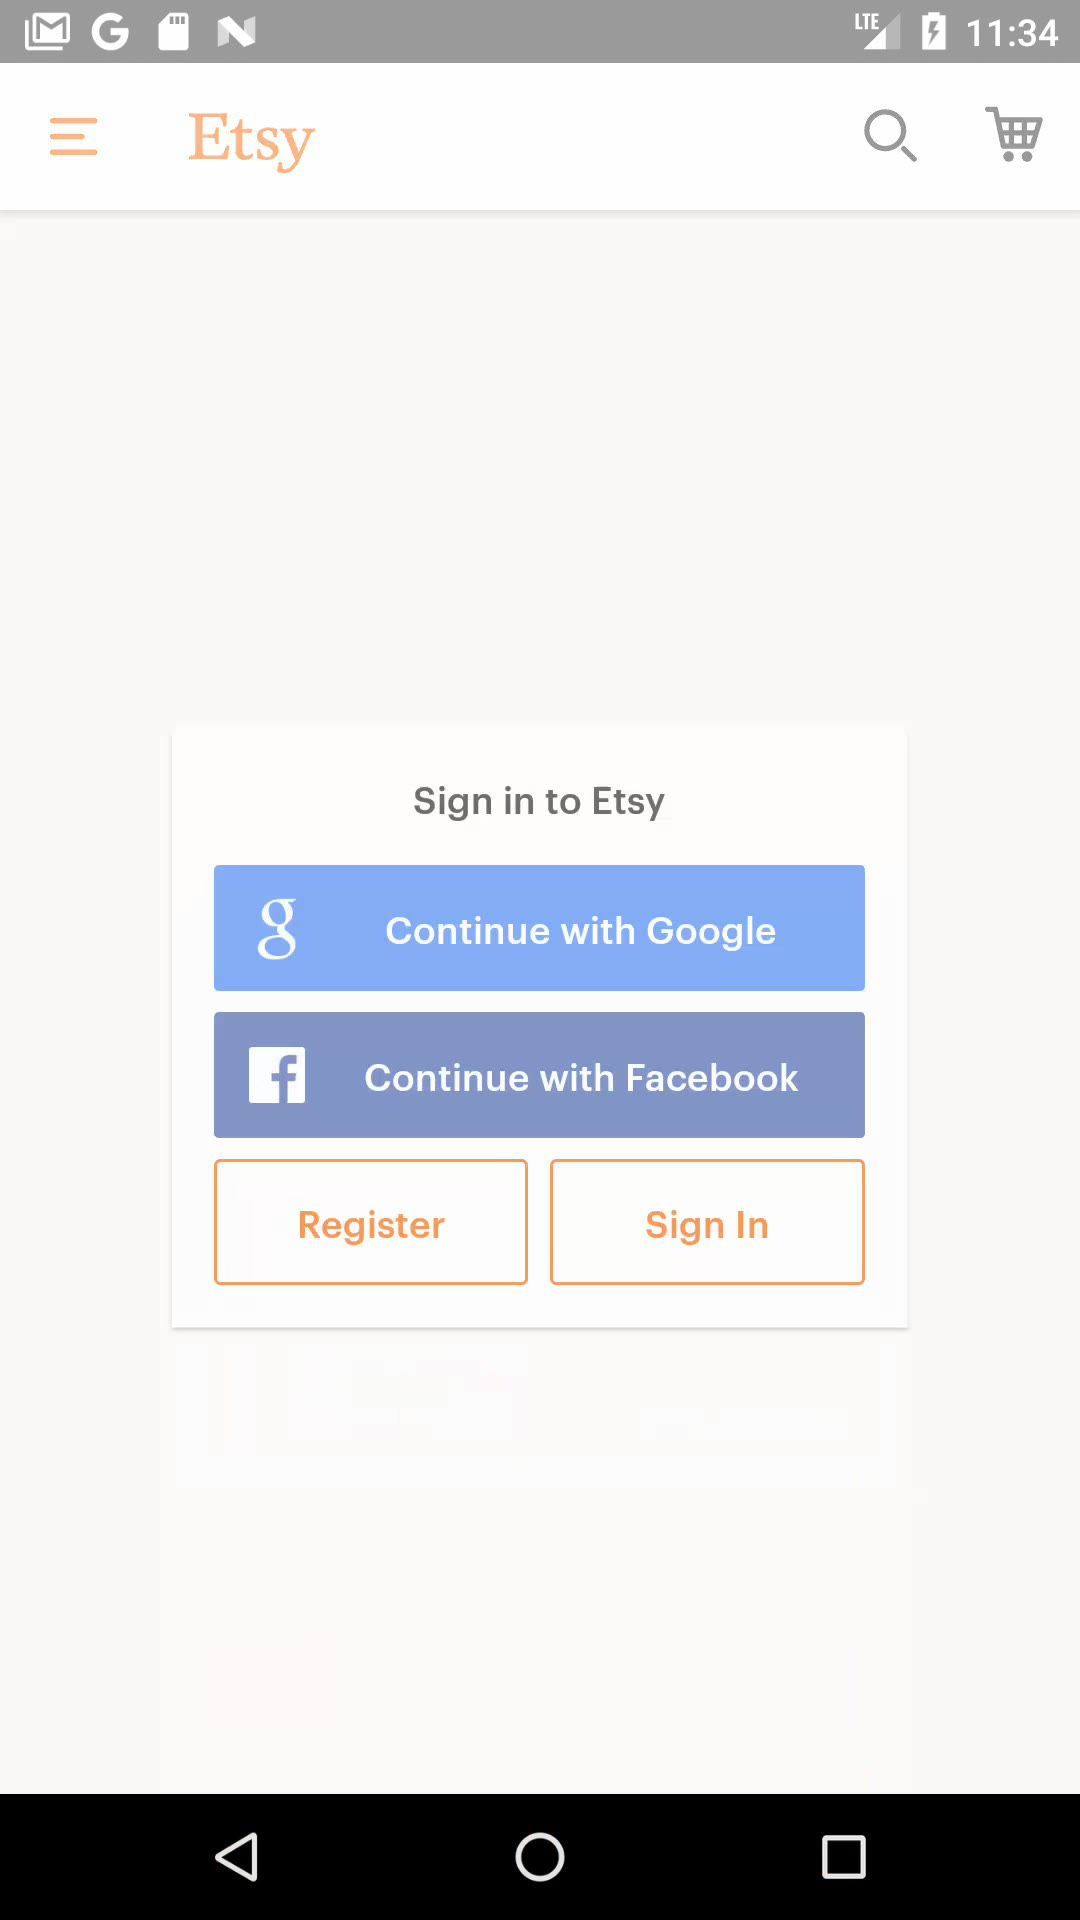 LTE 11:34
Etsy
Sign in to Etsy
Continue with Google
Continue with Facebook
Register Sign In